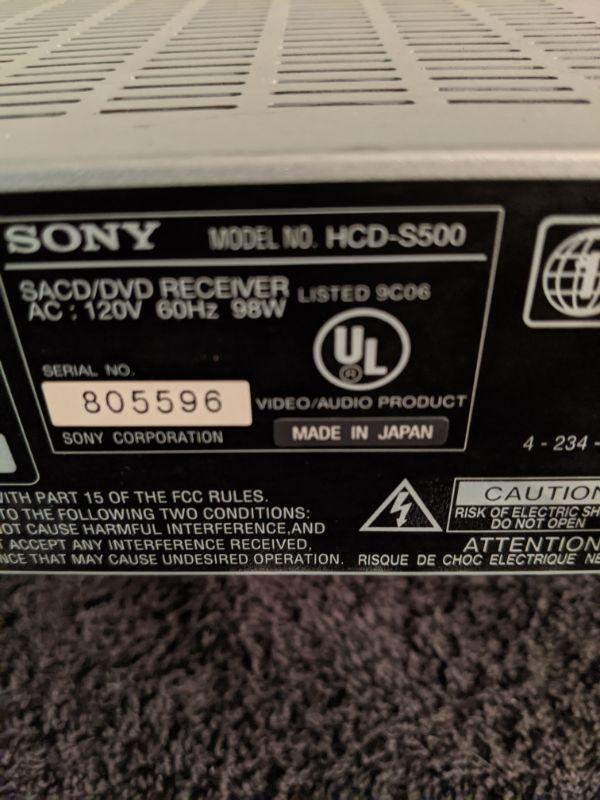 SONY MODEL NO. HCD-S500
SACD/DVD RECEIVER LISTED 9C06
AC : 120V 60Hz 98W
UL
®
SERIAL NO.
805596
VIDEO/AUDIO PRODUCT
SONY CORPORATION
MADE IN JAPAN
4 - 234 -
WITH PART 15 OF THE FCC RULES.
TO THE FOLLOWING TWO CONDITIONS:
NOT CAUSE HARMFUL INTERFERENCE,AND
ACCEPT ANY INTERFERENCE RECEIVED,
THAT MAY CAUSE UNDESIRED OPERATION.
CAUTION
RISK OF ELECTRIC SH
DO NOT OPEN
ATTENTION
RISQUE DE CHOC ELECTRIQUE NE